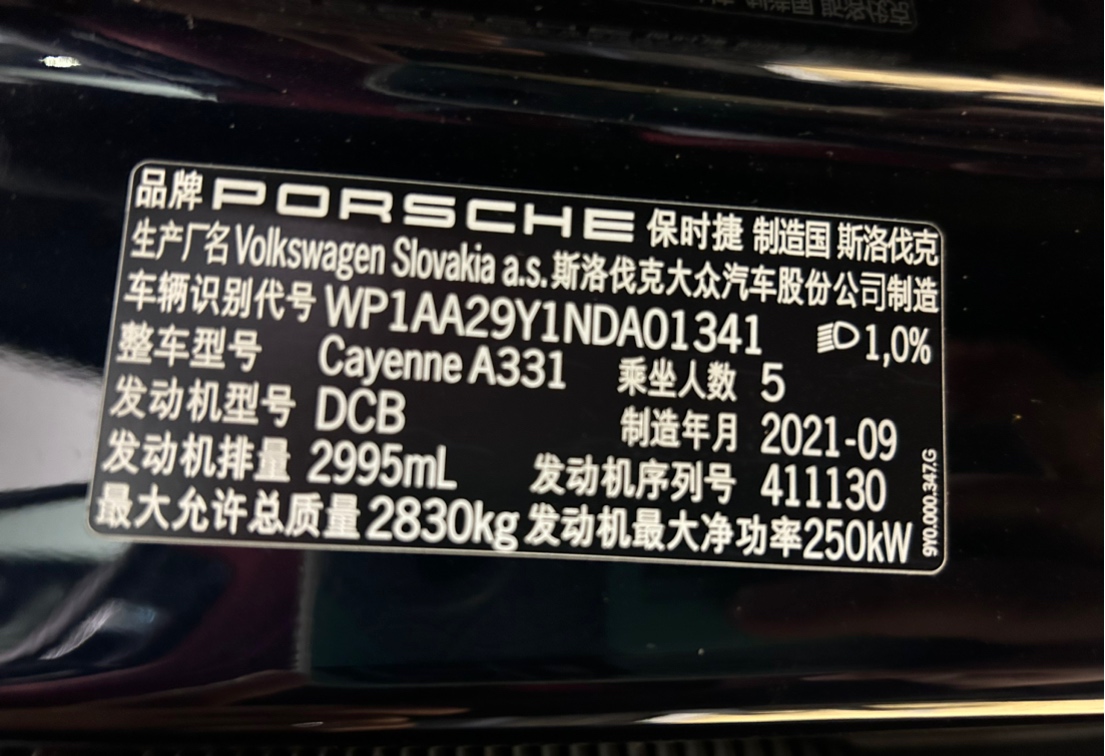 品牌 PORSCHE 保时捷 制造国 斯洛伐克
生产厂名 Volkswagen Slovakia a.s. 斯洛伐克大众汽车股份公司制造
车辆识别代号 WP1AA29Y1NDA01341 1,0%
整车型号 Cayenne A331 乘坐人数 5
发动机型号 DCB 制造年月 2021-09
发动机排量 2995mL 发动机序列号 411130
最大允许总质量 2830kg 发动机最大净功率 250kW
9Y0.000.347.G